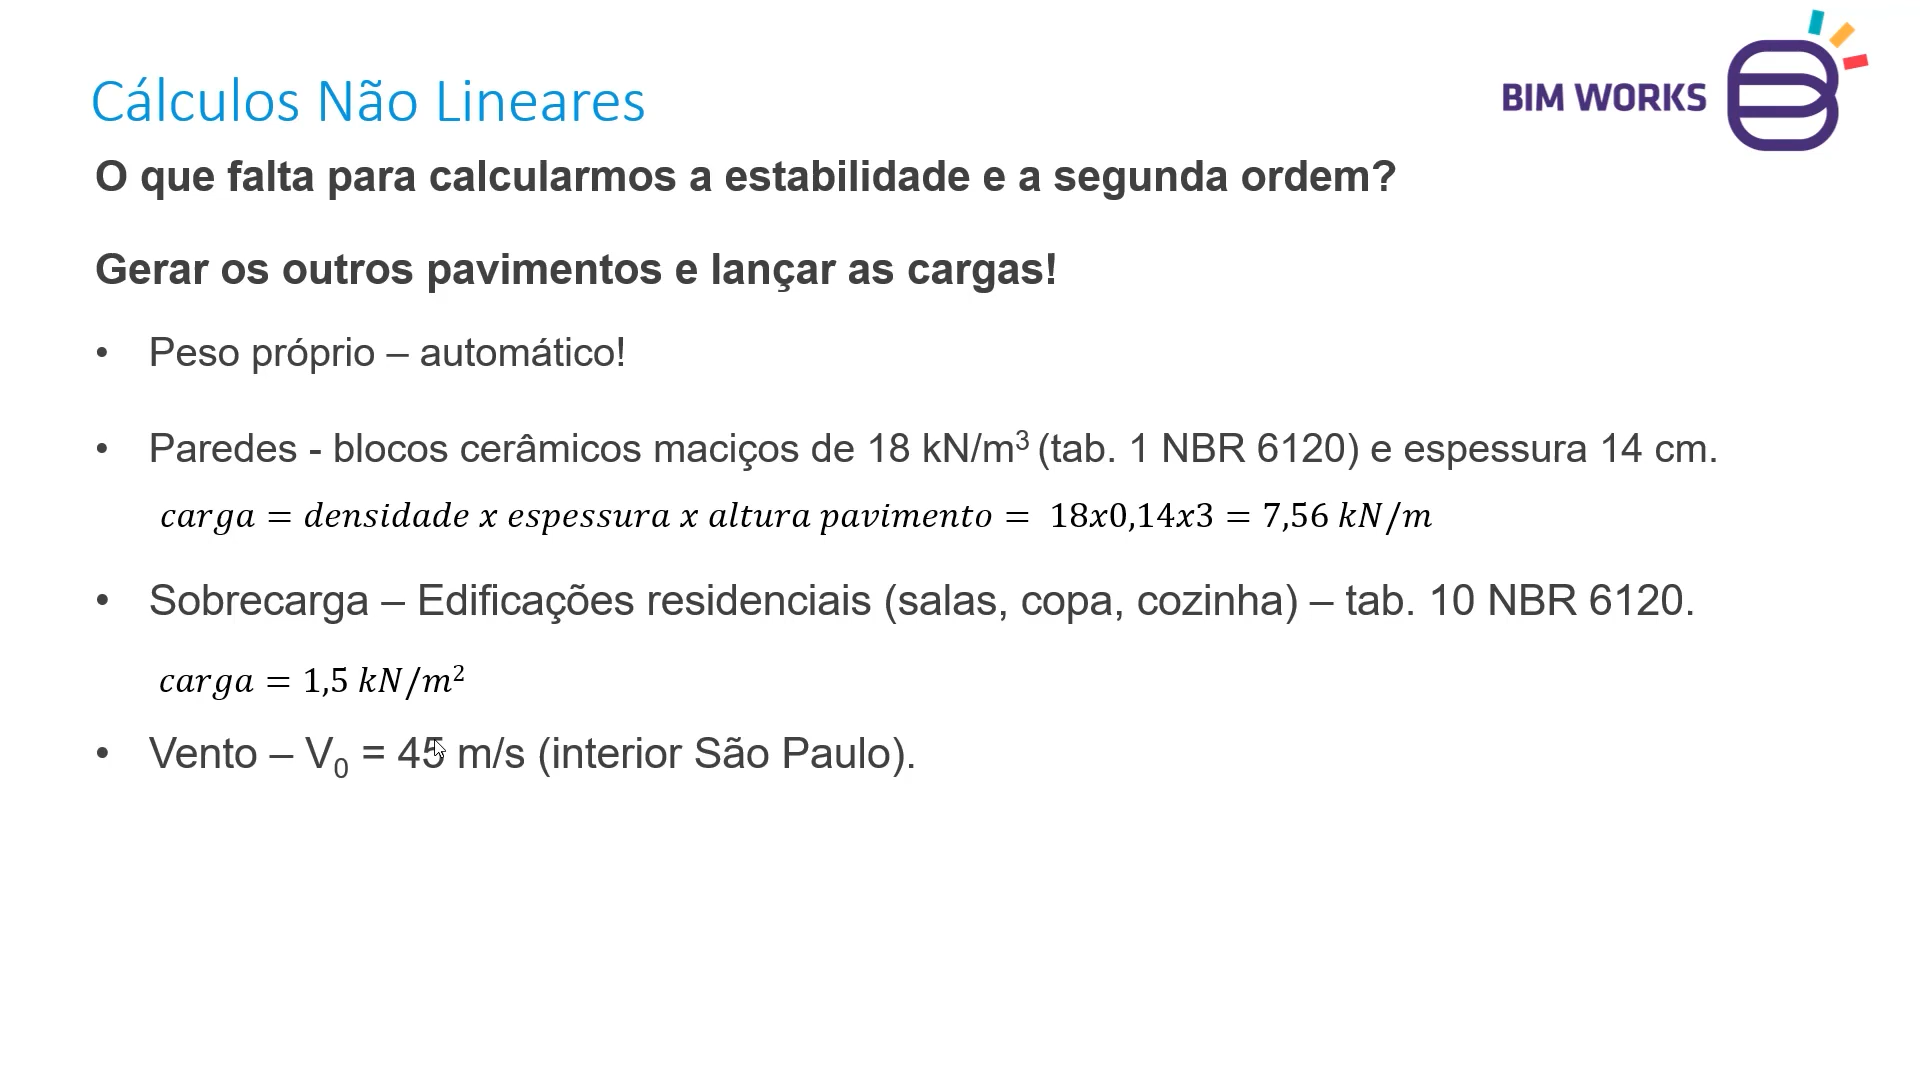 BIM WORKS
Cálculos Não Lineares
O que falta para calcularmos a estabilidade e a segunda ordem?
Gerar os outros pavimentos e lançar as cargas!
• Peso próprio – automático!
• Paredes - blocos cerâmicos maciços de 18 kN/m³ (tab. 1 NBR 6120) e espessura 14 cm.
carga = densidade x espessura x altura pavimento = 18x0,14x3 = 7,56 kN/m
• Sobrecarga – Edificações residenciais (salas, copa, cozinha) – tab. 10 NBR 6120.
carga = 1,5 kN/m²
• Vento – V₀ = 45 m/s (interior São Paulo).